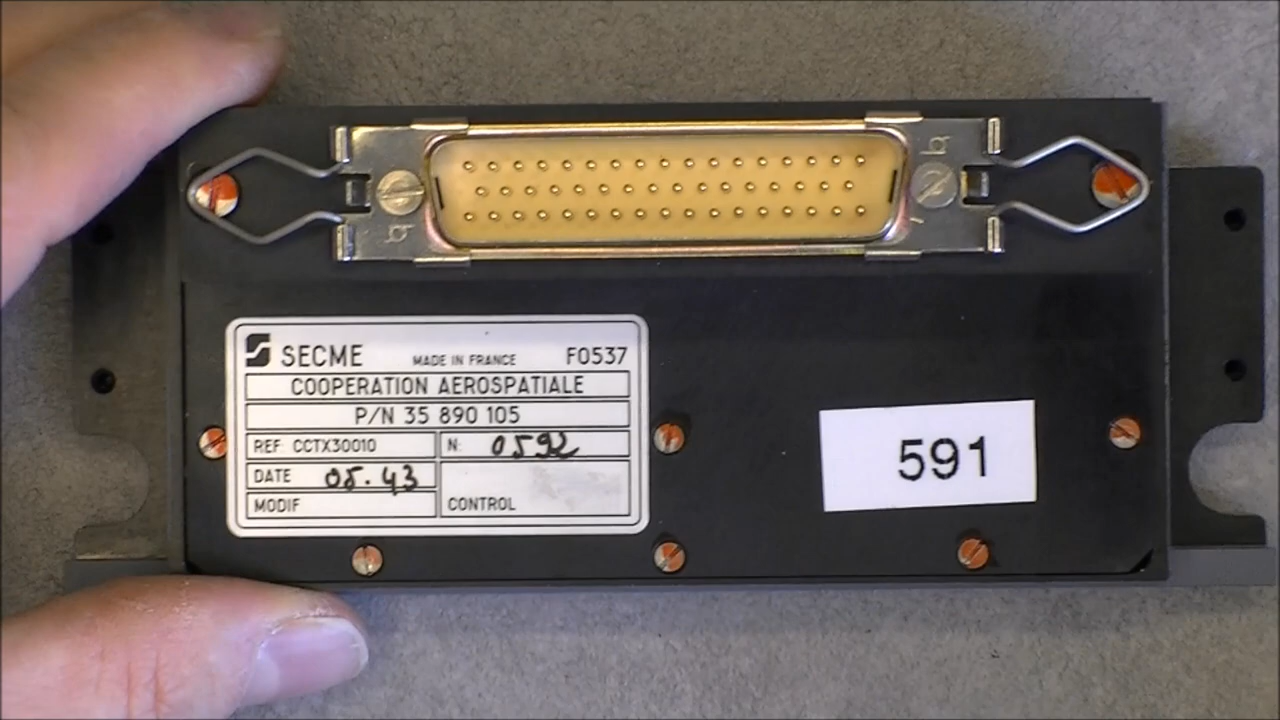 SECME MADE IN FRANCE F0537
COOPERATION AEROSPATIALE
P/N 35 890 105
REF: CCTX30010 N: 0592
DATE 05.43
MODIF CONTROL
591